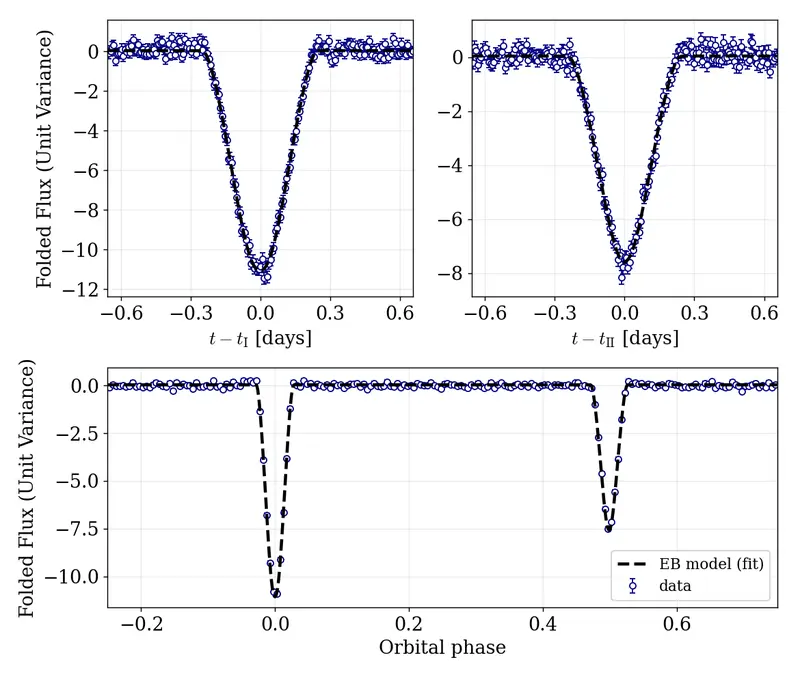 Folded Flux (Unit Variance)
0
−2
−4
−6
−8
−10
−12
−0.6 −0.3 0.0 0.3 0.6
t − tI [days]
0
−2
−4
−6
−8
−0.6 −0.3 0.0 0.3 0.6
t − tII [days]
Folded Flux (Unit Variance)
0.0
−2.5
−5.0
−7.5
−10.0
−0.2 0.0 0.2 0.4 0.6
Orbital phase
EB model (fit)
data